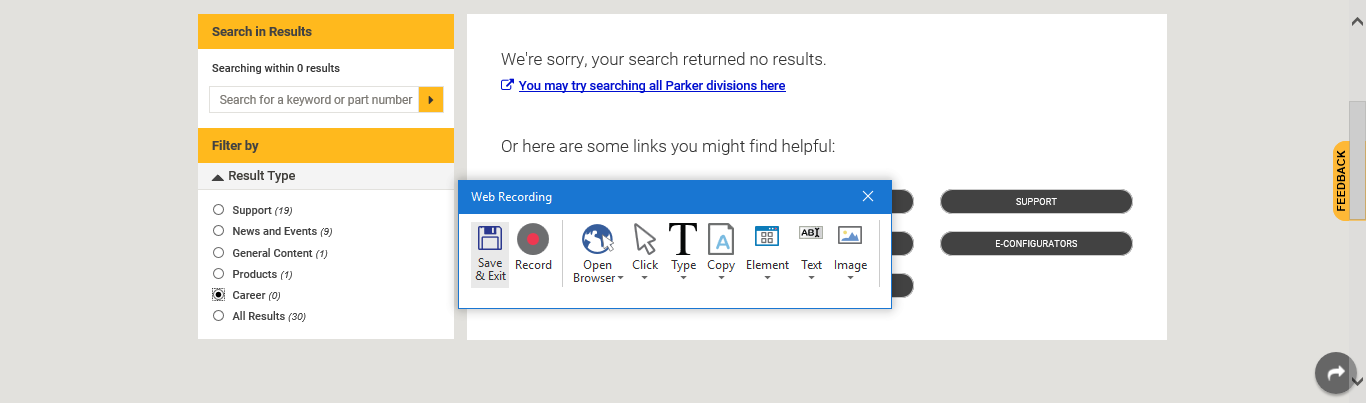 Search in Results
Searching within 0 results
Search for a keyword or part number
Filter by
Result Type
Support (19)
News and Events (9)
General Content (1)
Products (1)
Career (0)
All Results (30)
We're sorry, your search returned no results.
You may try searching all Parker divisions here
Or here are some links you might find helpful:
SUPPORT
E-CONFIGURATORS
Web Recording
Save
& Exit
Record
Open
Browser
Click
Type
Copy
Element
Text
Image
T
A
AB
FEEDBACK